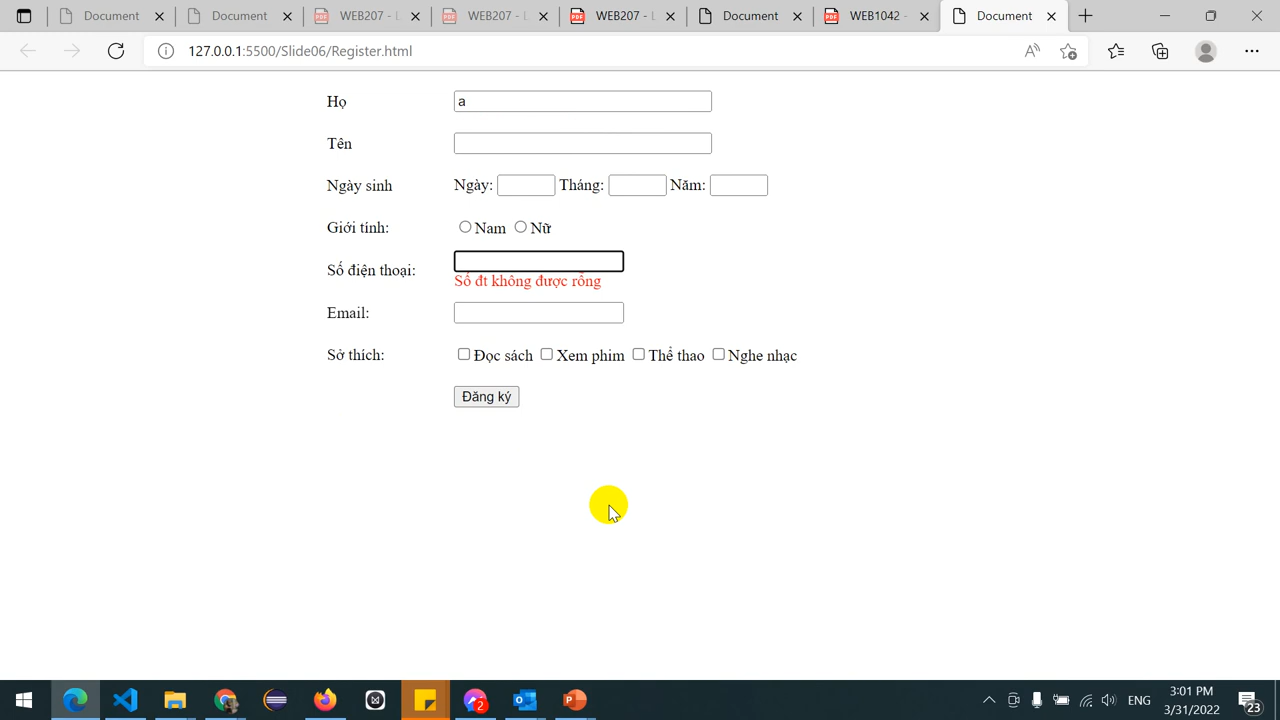 Document
Document
WEB207 - 
WEB207 - 
WEB207 - 
Document
WEB1042 -
Document
127.0.0.1:5500/Slide06/Register.html
Họ a
Tên
Ngày sinh Ngày: Tháng: Năm:
Giới tính: Nam Nữ
Số điện thoại:
Số đt không được rỗng
Email:
Sở thích: Đọc sách Xem phim Thể thao Nghe nhạc
Đăng ký
2
ENG
3:01 PM
3/31/2022
23